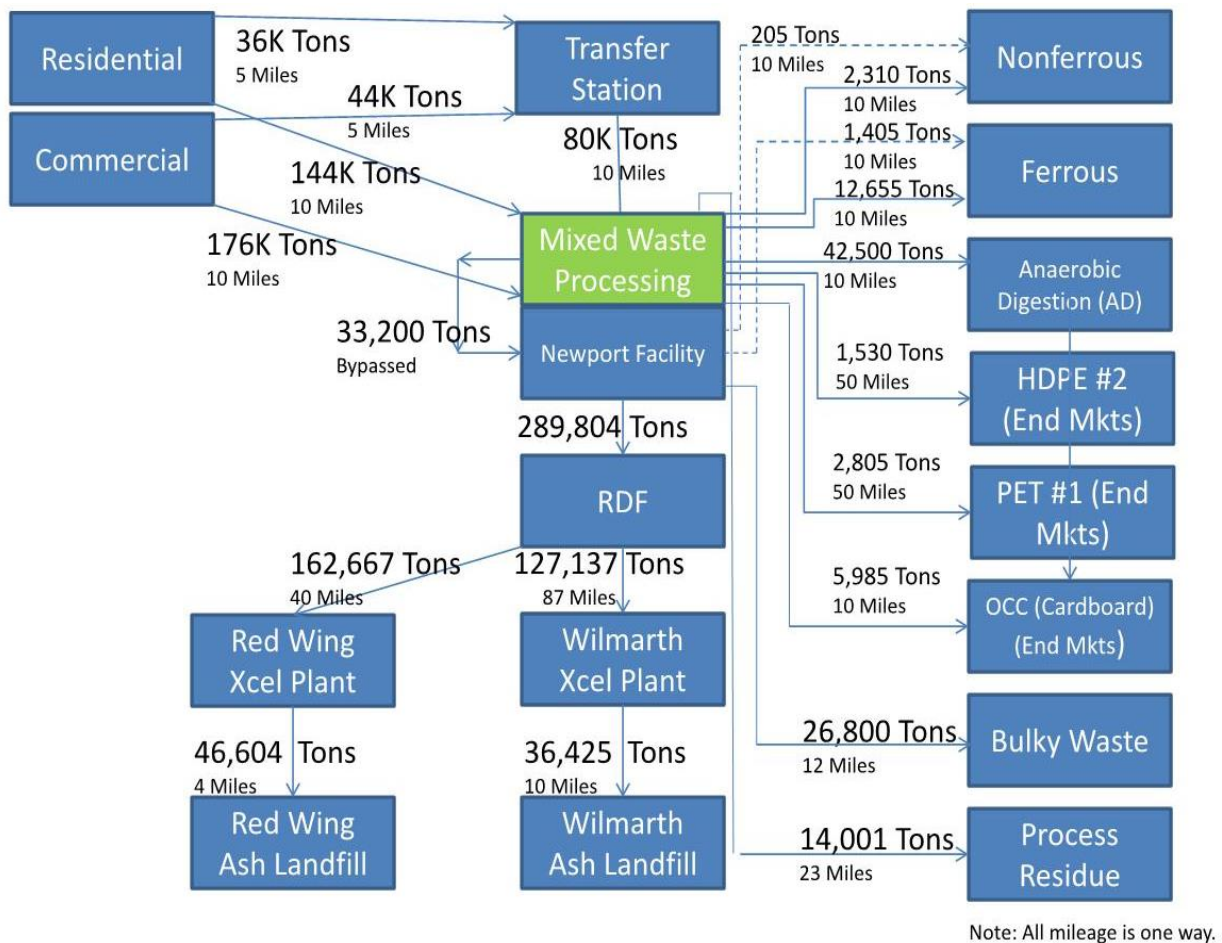 Residential
36K Tons
5 Miles
Transfer
Station
205 Tons
10 Miles
Nonferrous
2,310 Tons
10 Miles
Commercial
44K Tons
5 Miles
80K Tons
10 Miles
1,405 Tons
10 Miles
Ferrous
12,655 Tons
10 Miles
144K Tons
10 Miles
176K Tons
10 Miles
Mixed Waste
Processing
42,500 Tons
10 Miles
Anaerobic
Digestion (AD)
33,200 Tons
Bypassed
Newport Facility
1,530 Tons
50 Miles
HDPE #2
(End Mkts)
289,804 Tons
RDF
2,805 Tons
50 Miles
PET #1 (End
Mkts)
162,667 Tons
40 Miles
127,137 Tons
87 Miles
5,985 Tons
10 Miles
OCC (Cardboard)
(End Mkts)
Red Wing
Xcel Plant
Wilmarth
Xcel Plant
26,800 Tons
12 Miles
Bulky Waste
46,604 Tons
4 Miles
36,425 Tons
10 Miles
Red Wing
Ash Landfill
Wilmarth
Ash Landfill
14,001 Tons
23 Miles
Process
Residue
Note: All mileage is one way.